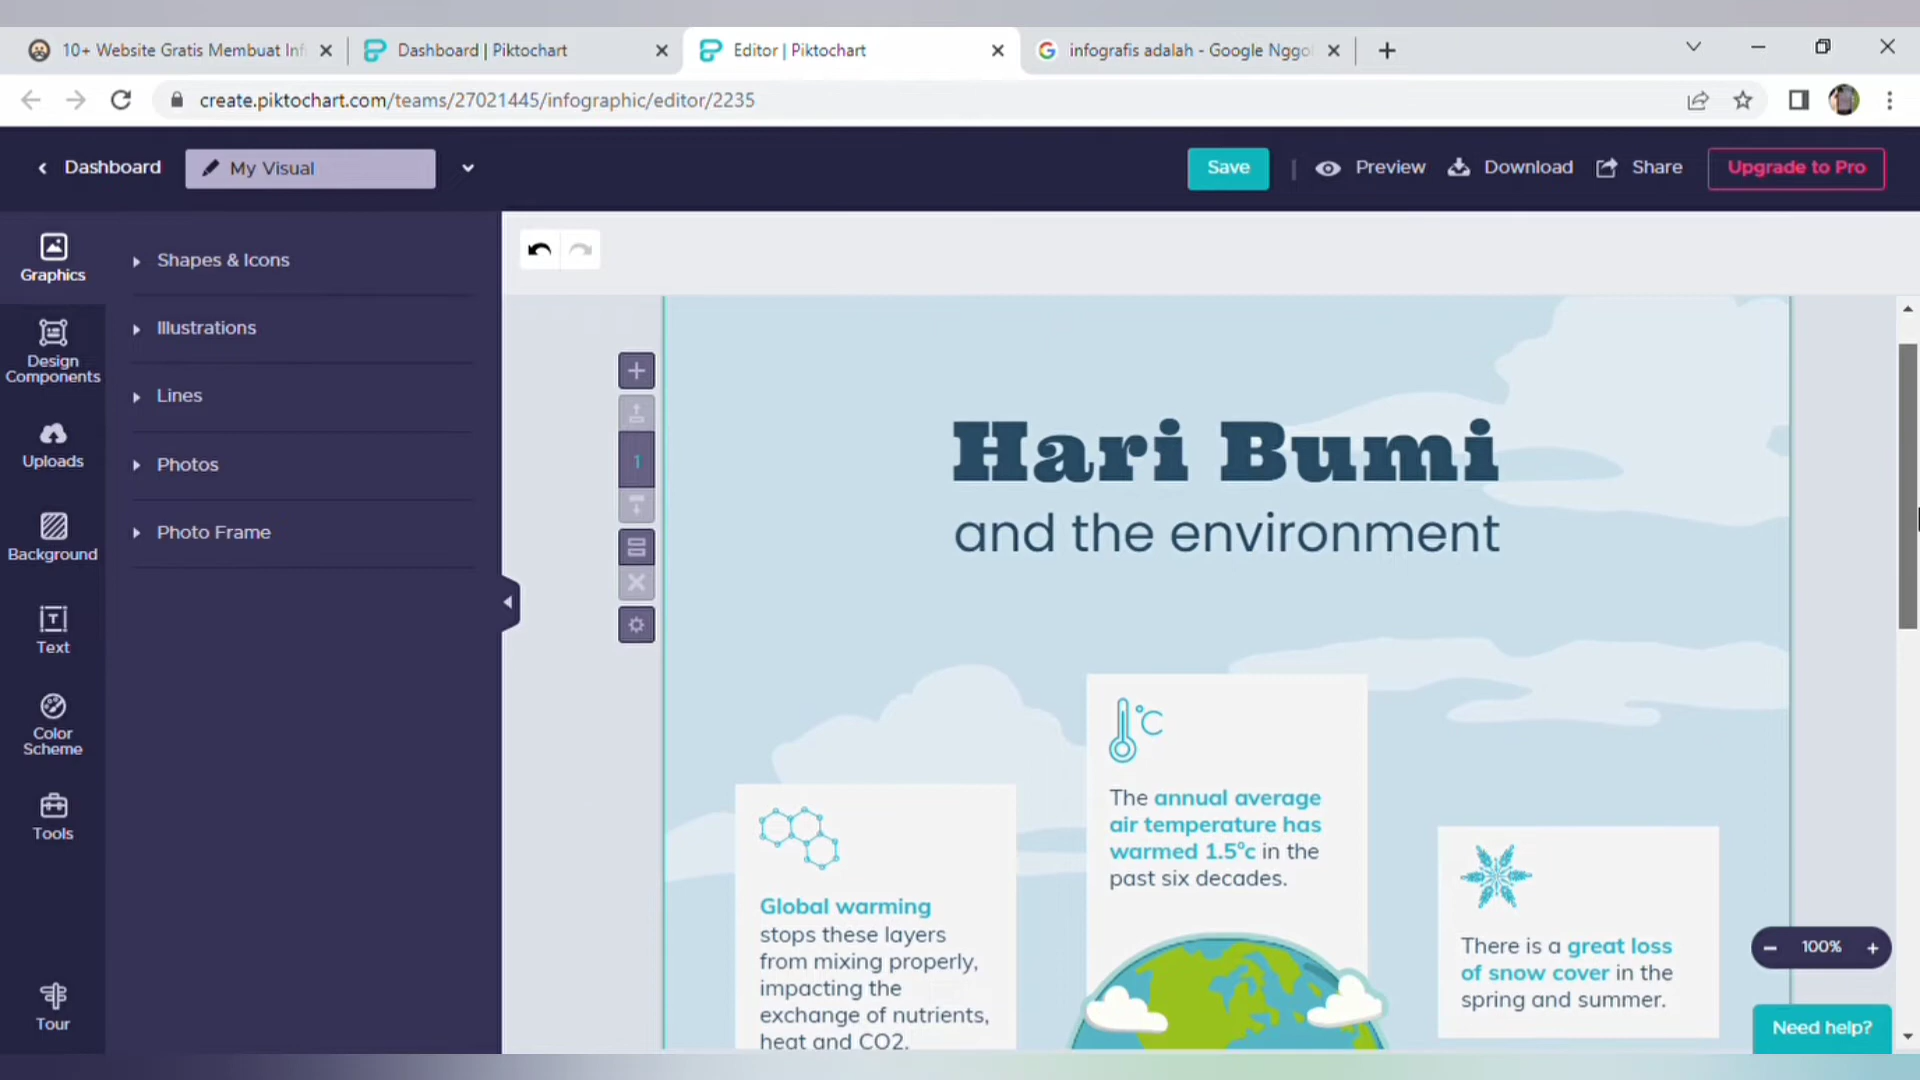 10+ Website Gratis Membuat Inf
Dashboard | Piktochart
Editor | Piktochart
infografis adalah - Google Nggol
create.piktochart.com/teams/27021445/infographic/editor/2235
Dashboard
My Visual
Save
Preview
Download
Share
Upgrade to Pro
Graphics
Design
Components
Uploads
Background
Text
Color
Scheme
Tools
Tour
Shapes & Icons
Illustrations
Lines
Photos
Photo Frame
1
Hari Bumi
and the environment
°C
The annual average
air temperature has
warmed 1.5°c in the
past six decades.
Global warming
stops these layers
from mixing properly,
impacting the
exchange of nutrients,
heat and CO2.
There is a great loss
of snow cover in the
spring and summer.
100%
Need help?